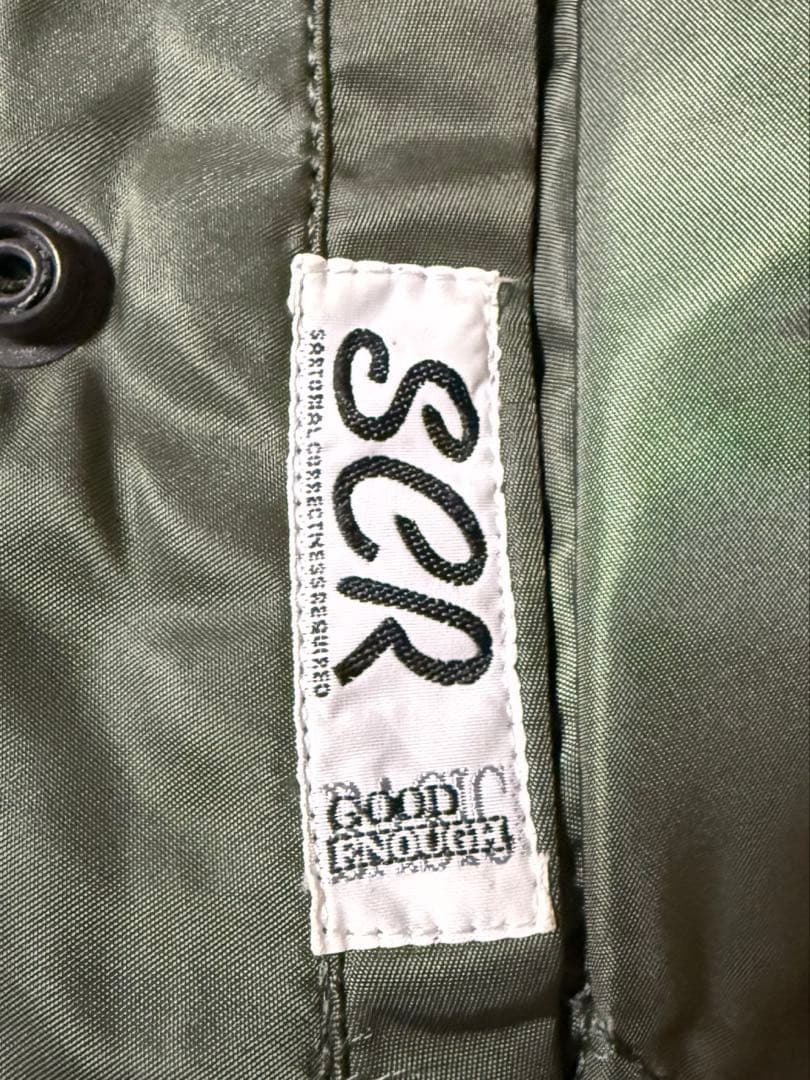 SCR
SARTORIAL CORRECTNESS REQUIRED
GOOD
ENOUGH